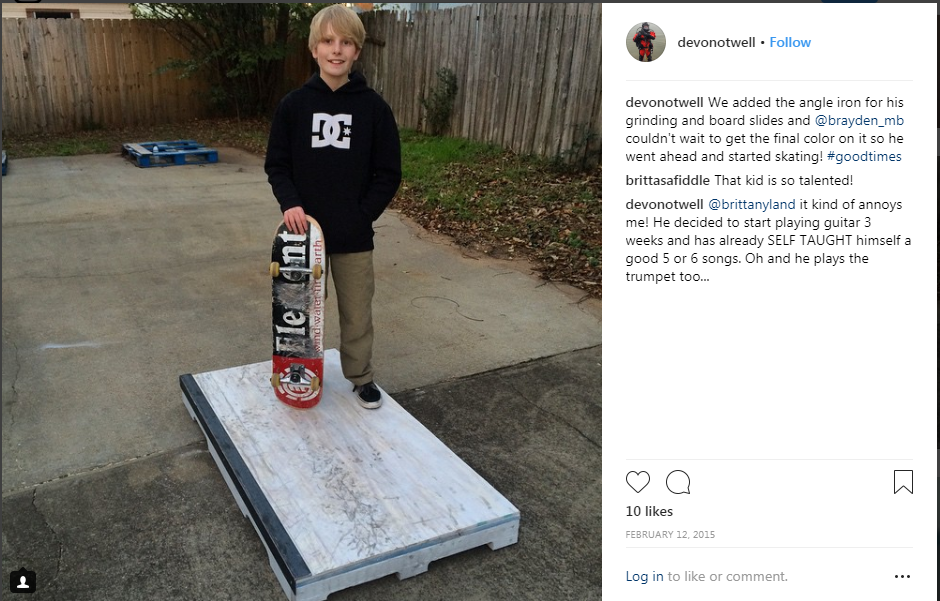 devonotwell • Follow
devonotwell We added the angle iron for his
grinding and board slides and @brayden_mb
couldn't wait to get the final color on it so he
went ahead and started skating! #goodtimes
brittasafiddle That kid is so talented!
devonotwell @brittanyland it kind of annoys
me! He decided to start playing guitar 3
weeks and has already SELF TAUGHT himself a
good 5 or 6 songs. Oh and he plays the
trumpet too...
DC
Element
wind water fire earth
10 likes
FEBRUARY 12, 2015
Log in to like or comment.